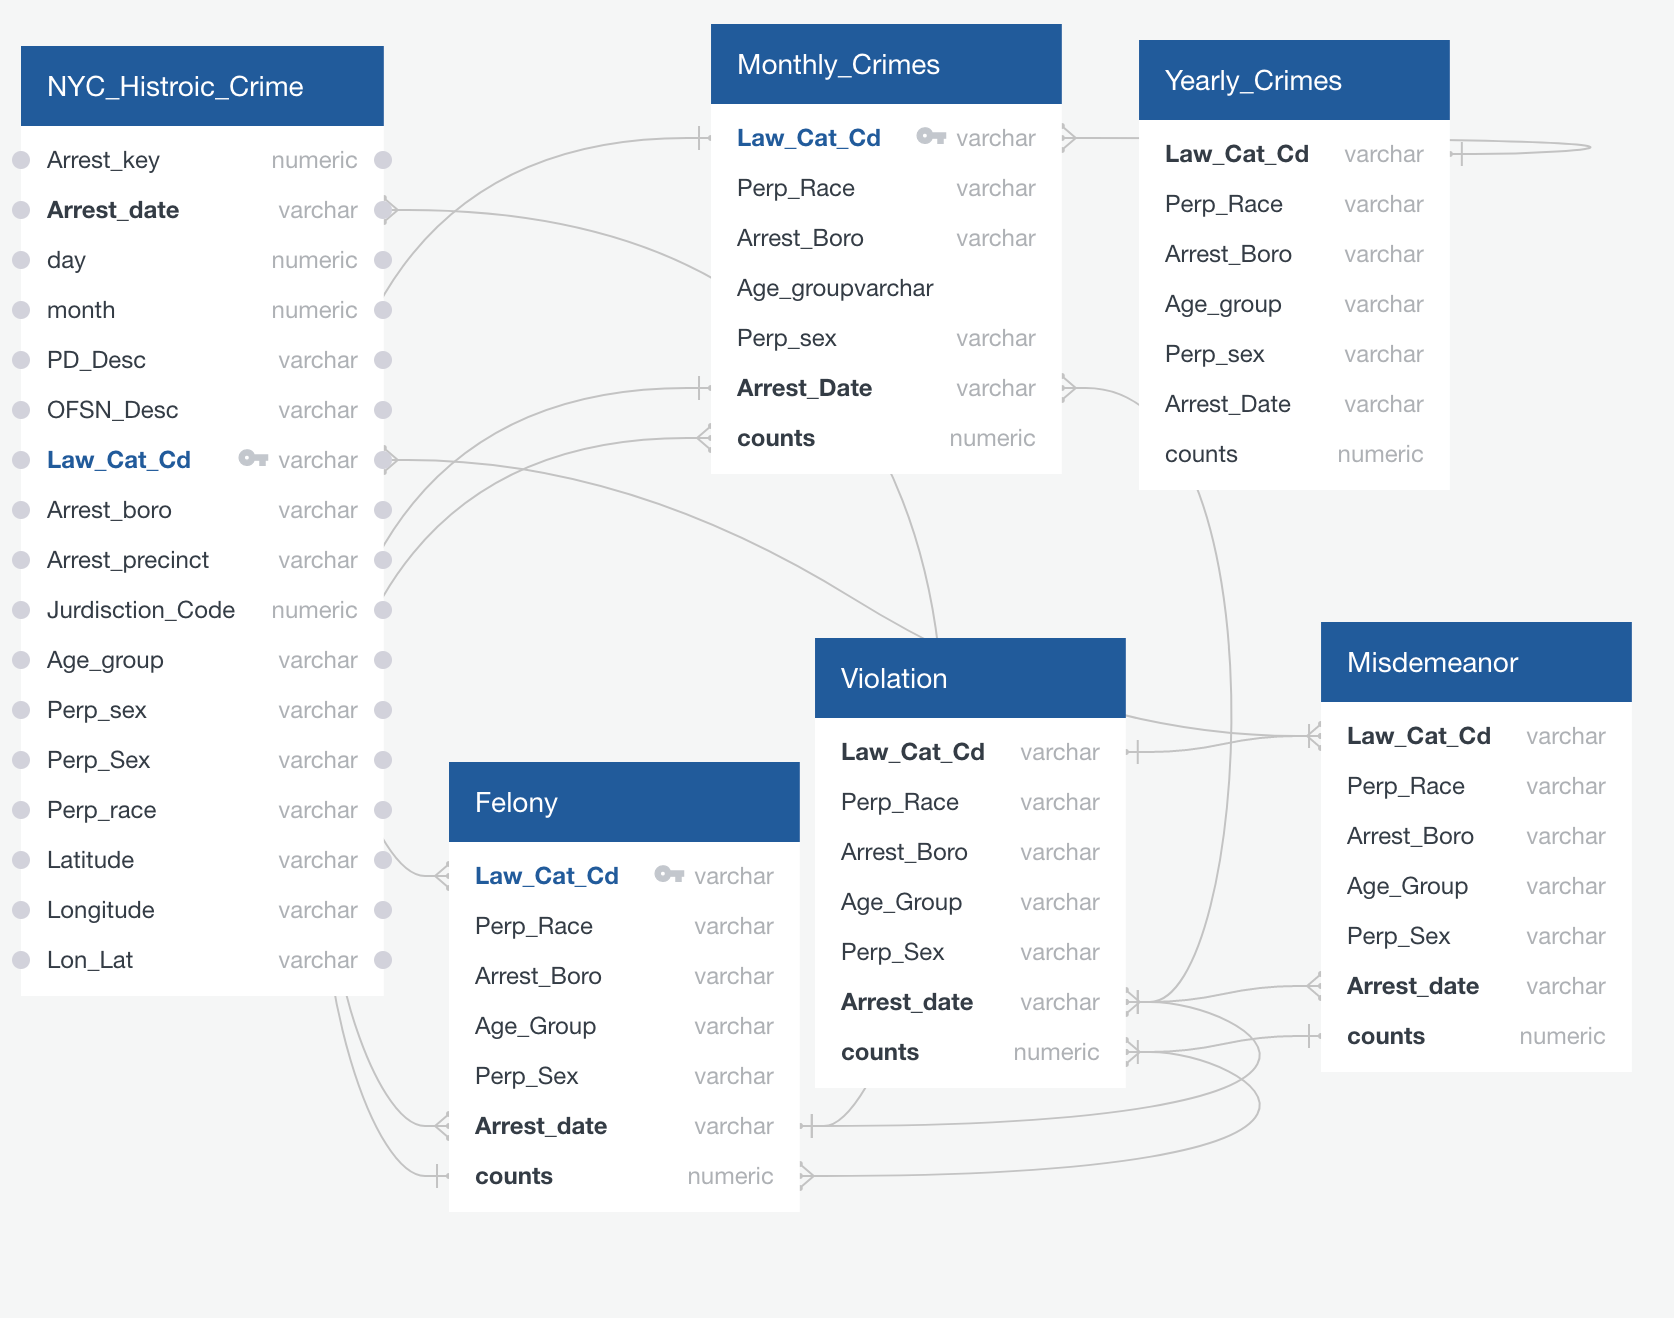 NYC_Histroic_Crime
Arrest_key numeric
Arrest_date varchar
day numeric
month numeric
PD_Desc varchar
OFSN_Desc varchar
Law_Cat_Cd varchar
Arrest_boro varchar
Arrest_precinct varchar
Jurdisction_Code numeric
Age_group varchar
Perp_sex varchar
Perp_Sex varchar
Perp_race varchar
Latitude varchar
Longitude varchar
Lon_Lat varchar
Monthly_Crimes
Law_Cat_Cd varchar
Perp_Race varchar
Arrest_Boro varchar
Age_groupvarchar
Perp_sex varchar
Arrest_Date varchar
counts numeric
Yearly_Crimes
Law_Cat_Cd varchar
Perp_Race varchar
Arrest_Boro varchar
Age_group varchar
Perp_sex varchar
Arrest_Date varchar
counts numeric
Felony
Law_Cat_Cd varchar
Perp_Race varchar
Arrest_Boro varchar
Age_Group varchar
Perp_Sex varchar
Arrest_date varchar
counts numeric
Violation
Law_Cat_Cd varchar
Perp_Race varchar
Arrest_Boro varchar
Age_Group varchar
Perp_Sex varchar
Arrest_date varchar
counts numeric
Misdemeanor
Law_Cat_Cd varchar
Perp_Race varchar
Arrest_Boro varchar
Age_Group varchar
Perp_Sex varchar
Arrest_date varchar
counts numeric